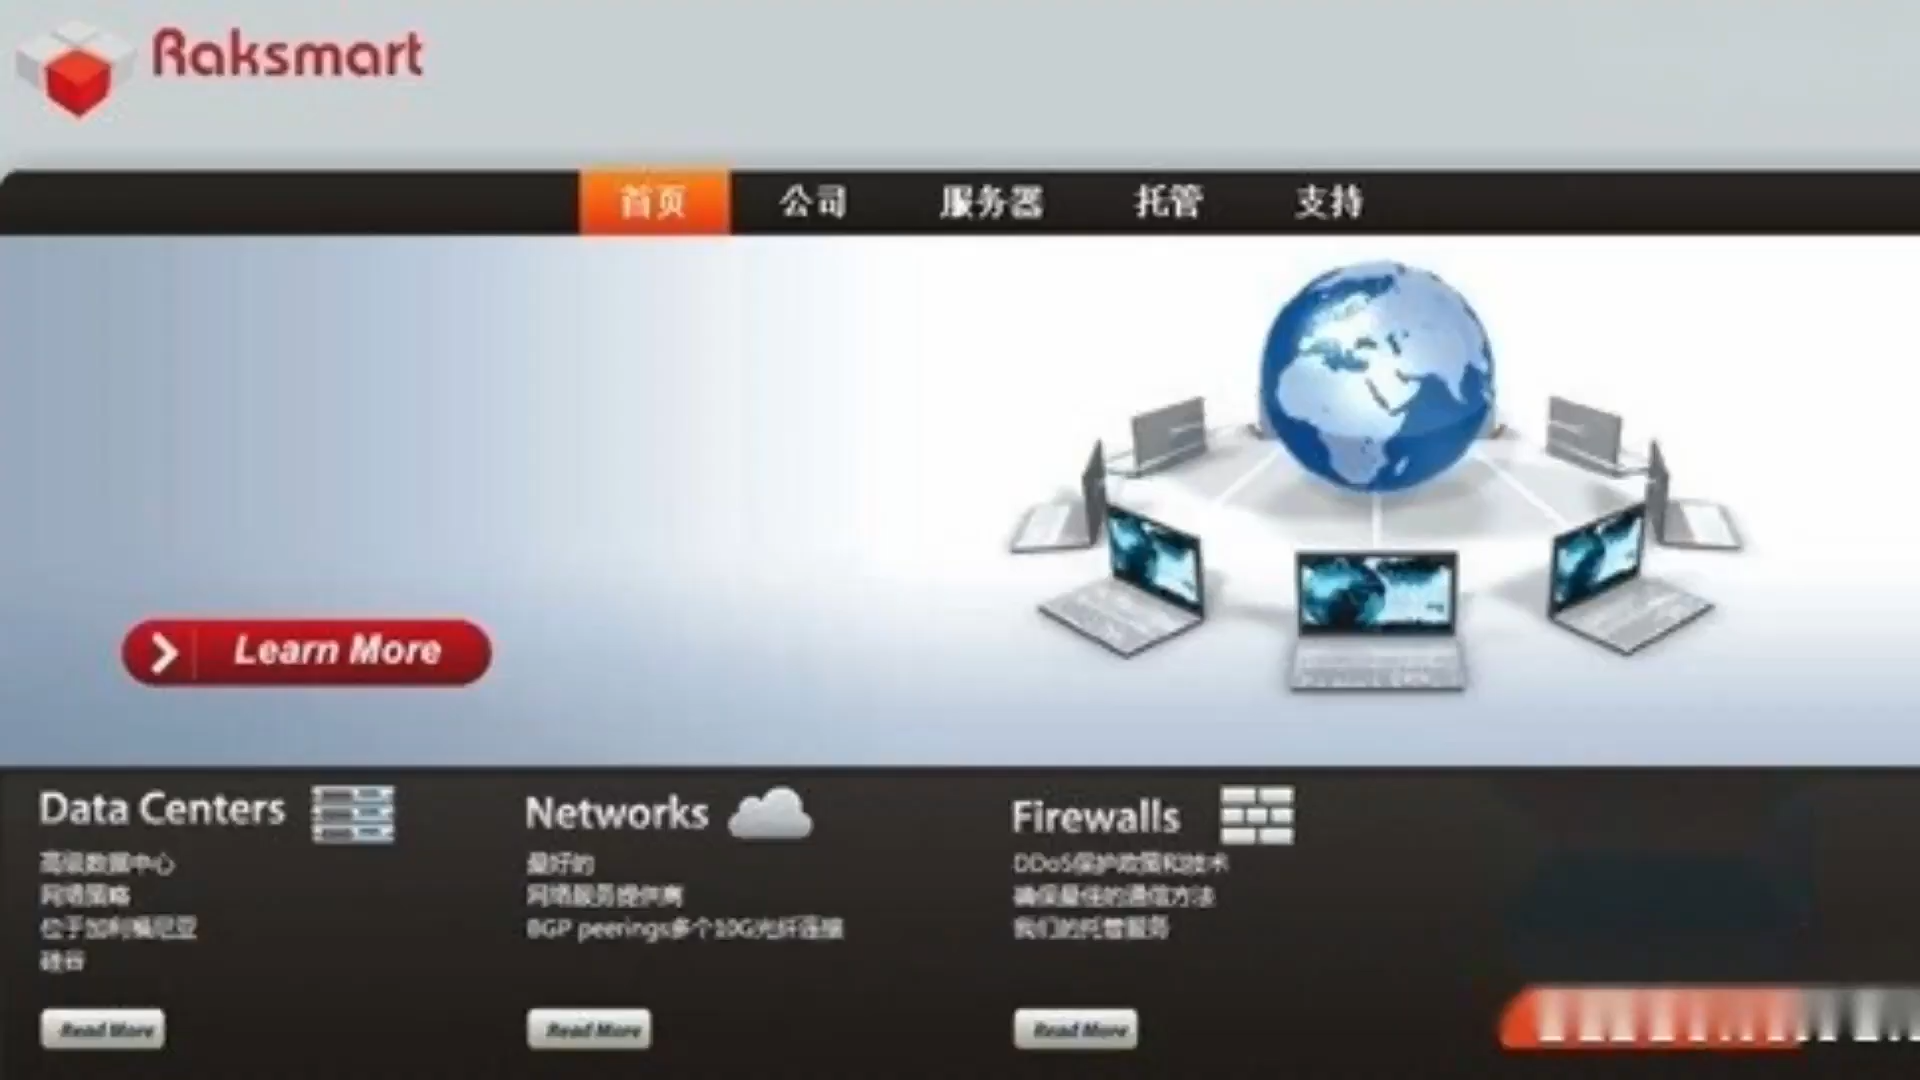 Raksmart
首页 公司 服务器 托管 支持
Learn More
Data Centers
高级数据中心
网络策略
位于加利福尼亚
硅谷
Read More
Networks
最好的
网络服务提供商
BGP peerings多个10G光纤连接
Read More
Firewalls
DDoS保护政策和技术
确保最佳的通信方法
我们的托管服务
Read More